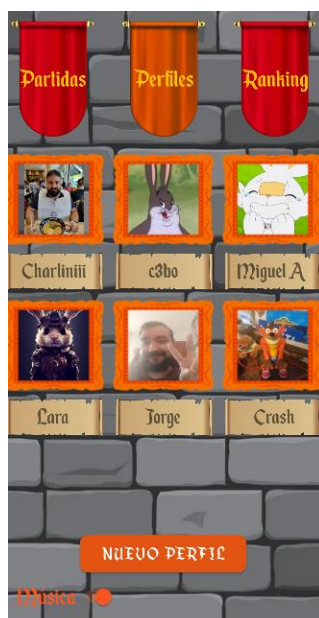 Partidas Perfiles Ranking
Charliniii c3bo Miguel A
Lara Jorge Crash
NUEVO PERFIL
Música